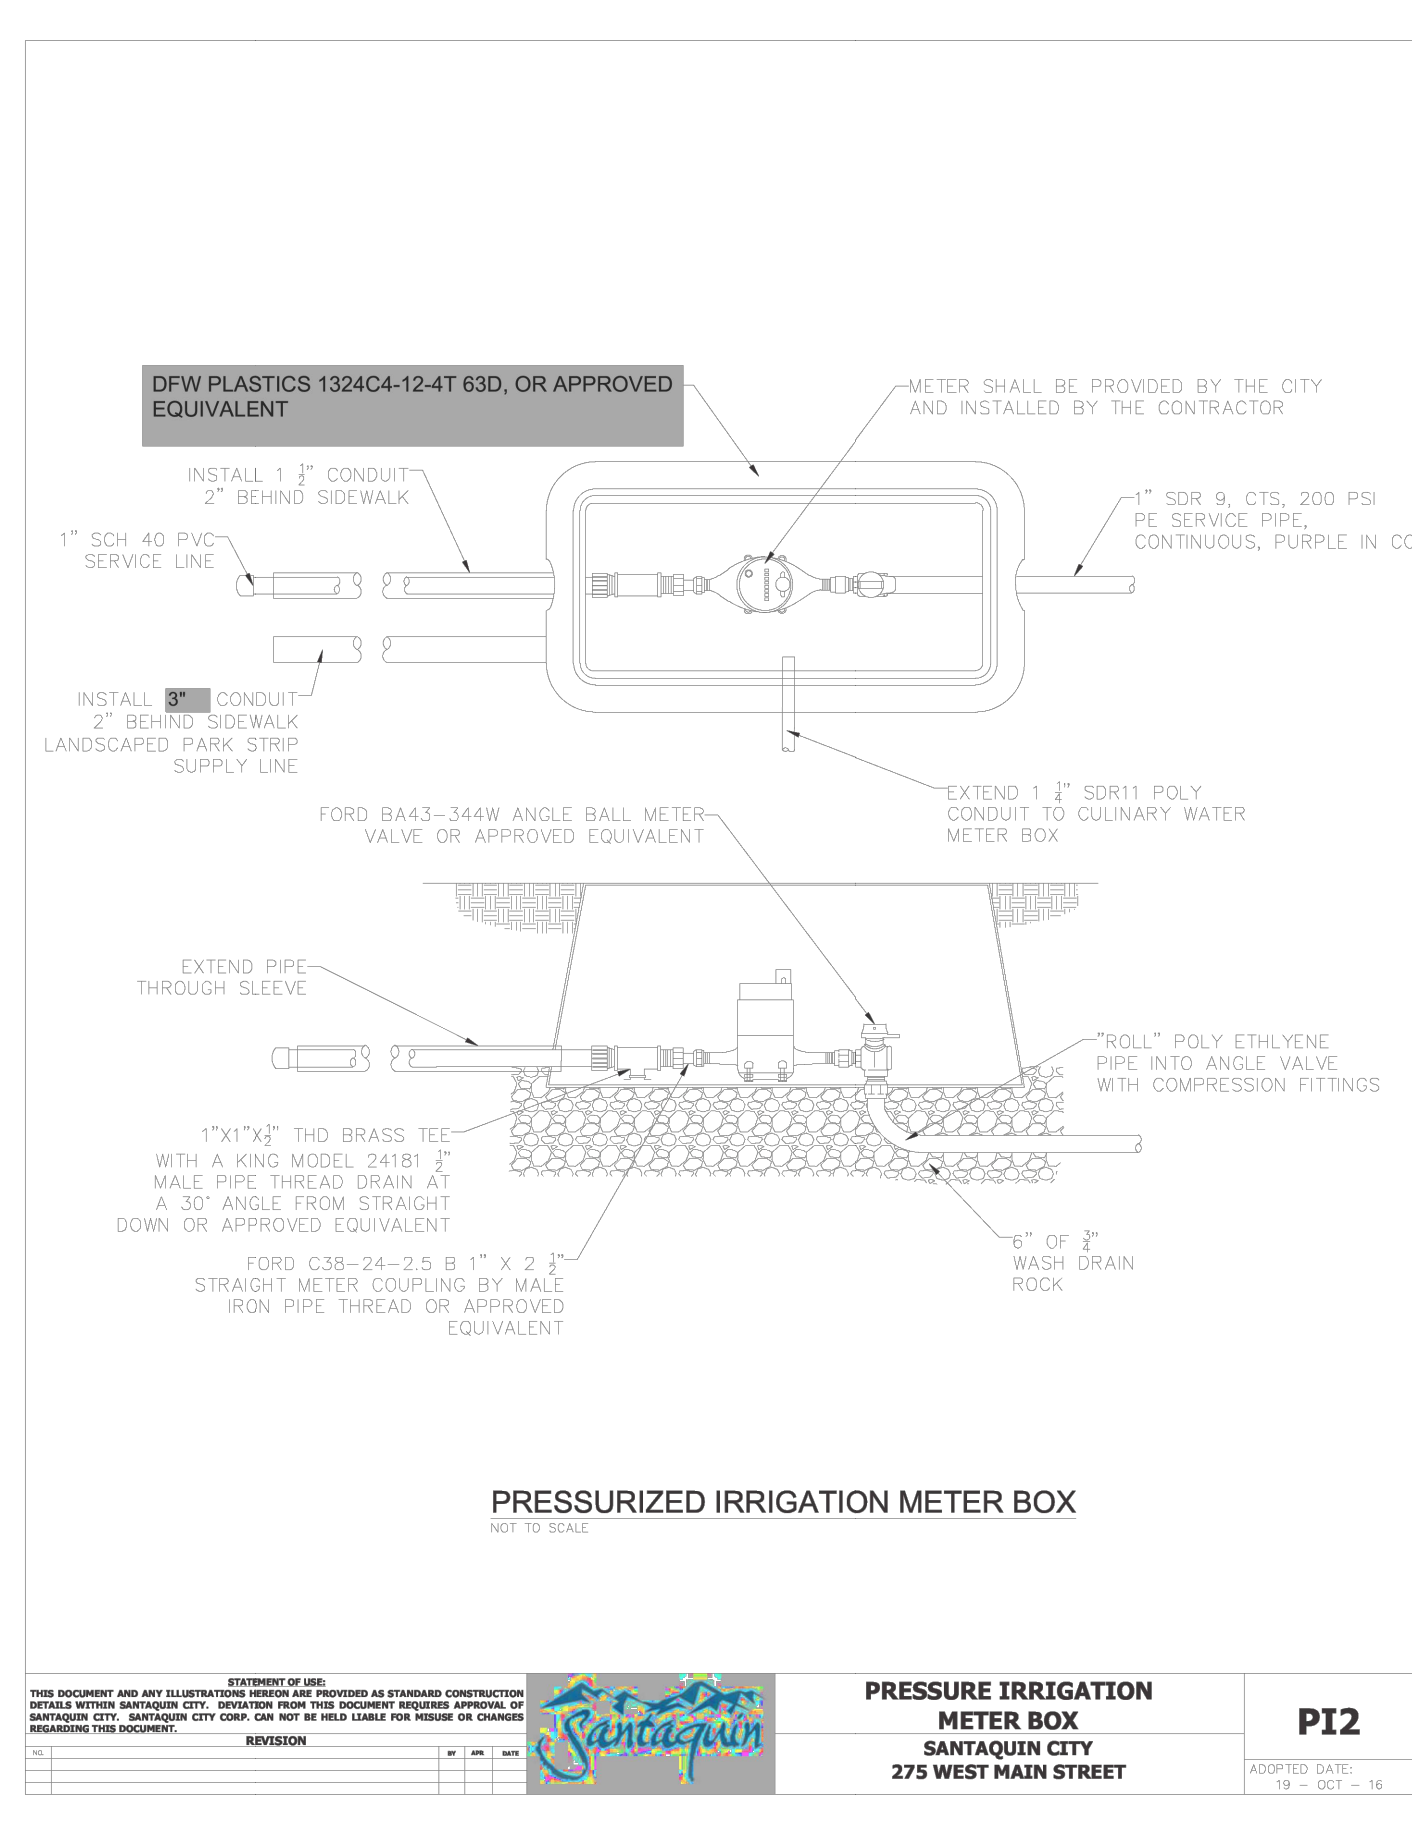 DFW PLASTICS 1324C4-12-4T 63D, OR APPROVED
EQUIVALENT
METER SHALL BE PROVIDED BY THE CITY
AND INSTALLED BY THE CONTRACTOR
INSTALL 1 1/2" CONDUIT
2" BEHIND SIDEWALK
1" SDR 9, CTS, 200 PSI
PE SERVICE PIPE,
CONTINUOUS, PURPLE IN CO
1" SCH 40 PVC
SERVICE LINE
INSTALL 3" CONDUIT
2" BEHIND SIDEWALK
LANDSCAPED PARK STRIP
SUPPLY LINE
EXTEND 1 1/4" SDR11 POLY
CONDUIT TO CULINARY WATER
METER BOX
FORD BA43-344W ANGLE BALL METER
VALVE OR APPROVED EQUIVALENT
EXTEND PIPE
THROUGH SLEEVE
"ROLL" POLY ETHLYENE
PIPE INTO ANGLE VALVE
WITH COMPRESSION FITTINGS
1"X1"X1/2" THD BRASS TEE
WITH A KING MODEL 24181 1/2"
MALE PIPE THREAD DRAIN AT
A 30° ANGLE FROM STRAIGHT
DOWN OR APPROVED EQUIVALENT
FORD C38-24-2.5 B 1" X 2 1/2"
STRAIGHT METER COUPLING BY MALE
IRON PIPE THREAD OR APPROVED
EQUIVALENT
6" OF 3/4"
WASH DRAIN
ROCK
PRESSURIZED IRRIGATION METER BOX
NOT TO SCALE
STATEMENT OF USE:
THIS DOCUMENT AND ANY ILLUSTRATIONS HEREON ARE PROVIDED AS STANDARD CONSTRUCTION
DETAILS WITHIN SANTAQUIN CITY. DEVIATION FROM THIS DOCUMENT REQUIRES APPROVAL OF
SANTAQUIN CITY. SANTAQUIN CITY CORP. CAN NOT BE HELD LIABLE FOR MISUSE OR CHANGES
REGARDING THIS DOCUMENT.
REVISION
NO. BY APR. DATE
Santaquin
PRESSURE IRRIGATION
METER BOX
SANTAQUIN CITY
275 WEST MAIN STREET
PI2
ADOPTED DATE:
19 - OCT - 16